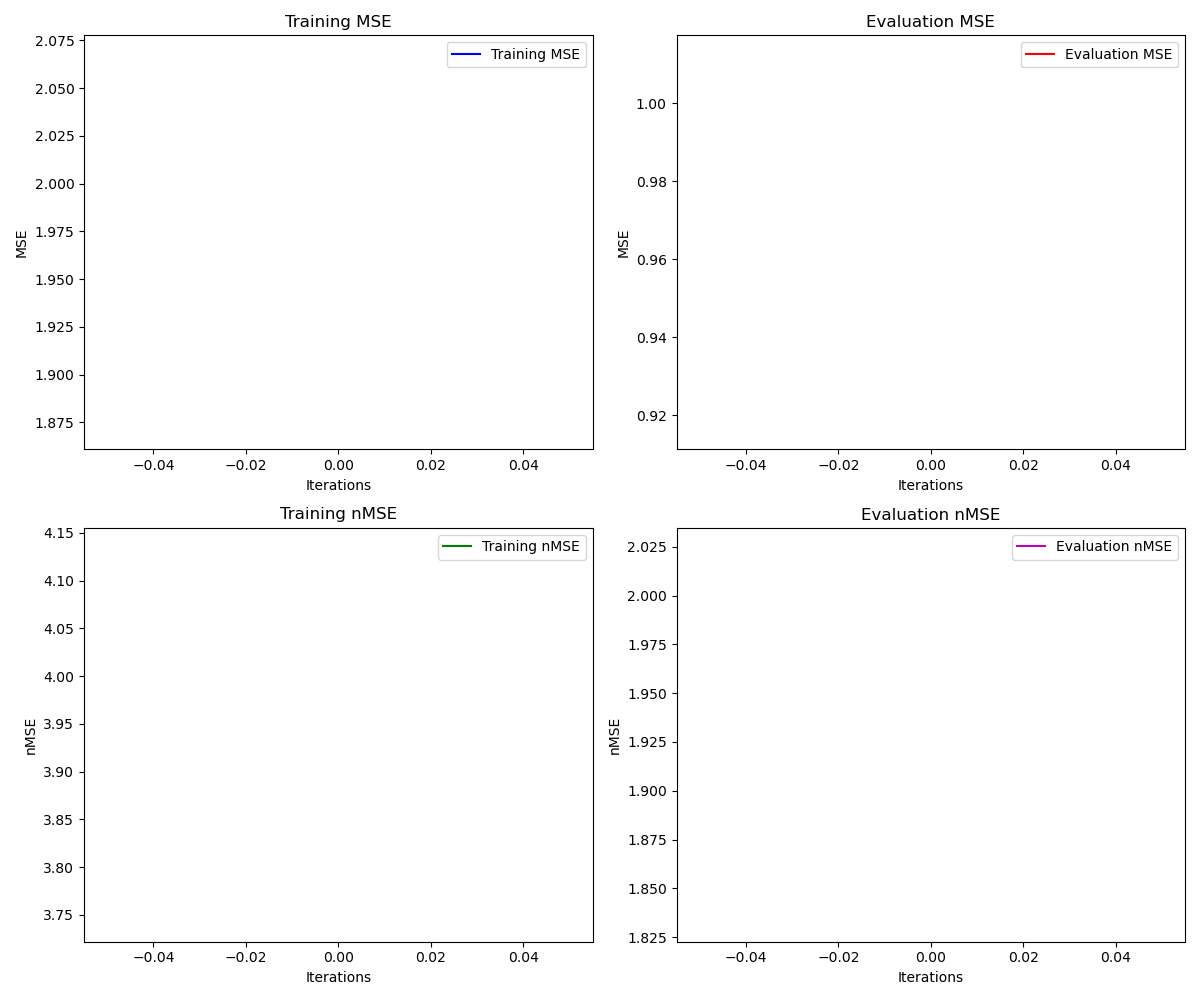 Training MSE
Training MSE
2.075
2.050
2.025
2.000
1.975
1.950
1.925
1.900
1.875
MSE
−0.04 −0.02 0.00 0.02 0.04
Iterations
Evaluation MSE
Evaluation MSE
1.00
0.98
0.96
0.94
0.92
MSE
−0.04 −0.02 0.00 0.02 0.04
Iterations
Training nMSE
Training nMSE
4.15
4.10
4.05
4.00
3.95
3.90
3.85
3.80
3.75
nMSE
−0.04 −0.02 0.00 0.02 0.04
Iterations
Evaluation nMSE
Evaluation nMSE
2.025
2.000
1.975
1.950
1.925
1.900
1.875
1.850
1.825
nMSE
−0.04 −0.02 0.00 0.02 0.04
Iterations